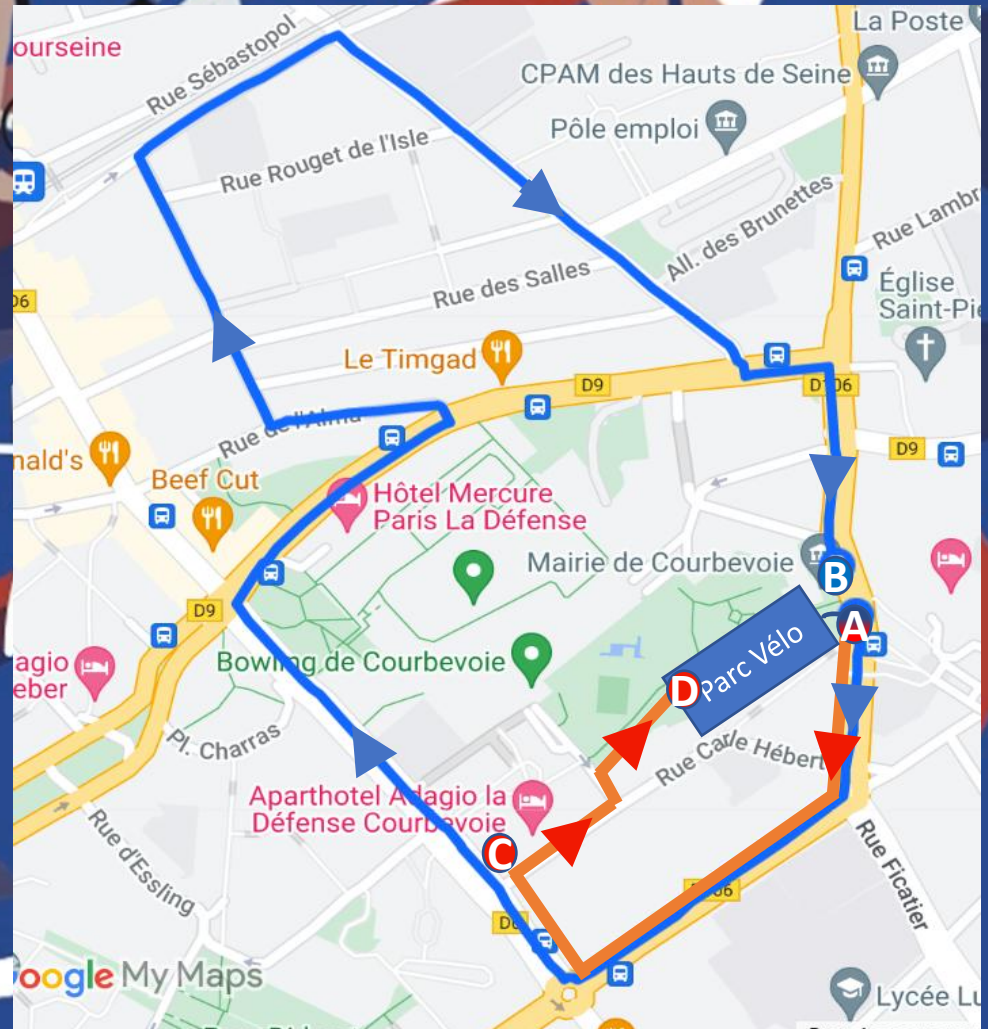 La Poste
ourseine
Rue Sébastopol
CPAM des Hauts de Seine
Pôle emploi
Rue Rouget de l'Isle
All. des Brunettes
Rue Lambr
Rue des Salles
Église
Saint-Pie
06
Le Timgad
D9
D106
Rue de l'Alma
nald's
D9
Beef Cut
Hôtel Mercure
Paris La Défense
Mairie de Courbevoie
B
D9
A
Parc Vélo
agio
eber
Bowling de Courbevoie
D
Pl. Charras
Rue Carle Hébert
Aparthotel Adagio la
Défense Courbevoie
C
Rue d'Essling
Rue Ficatier
Google My Maps
Lycée Lu